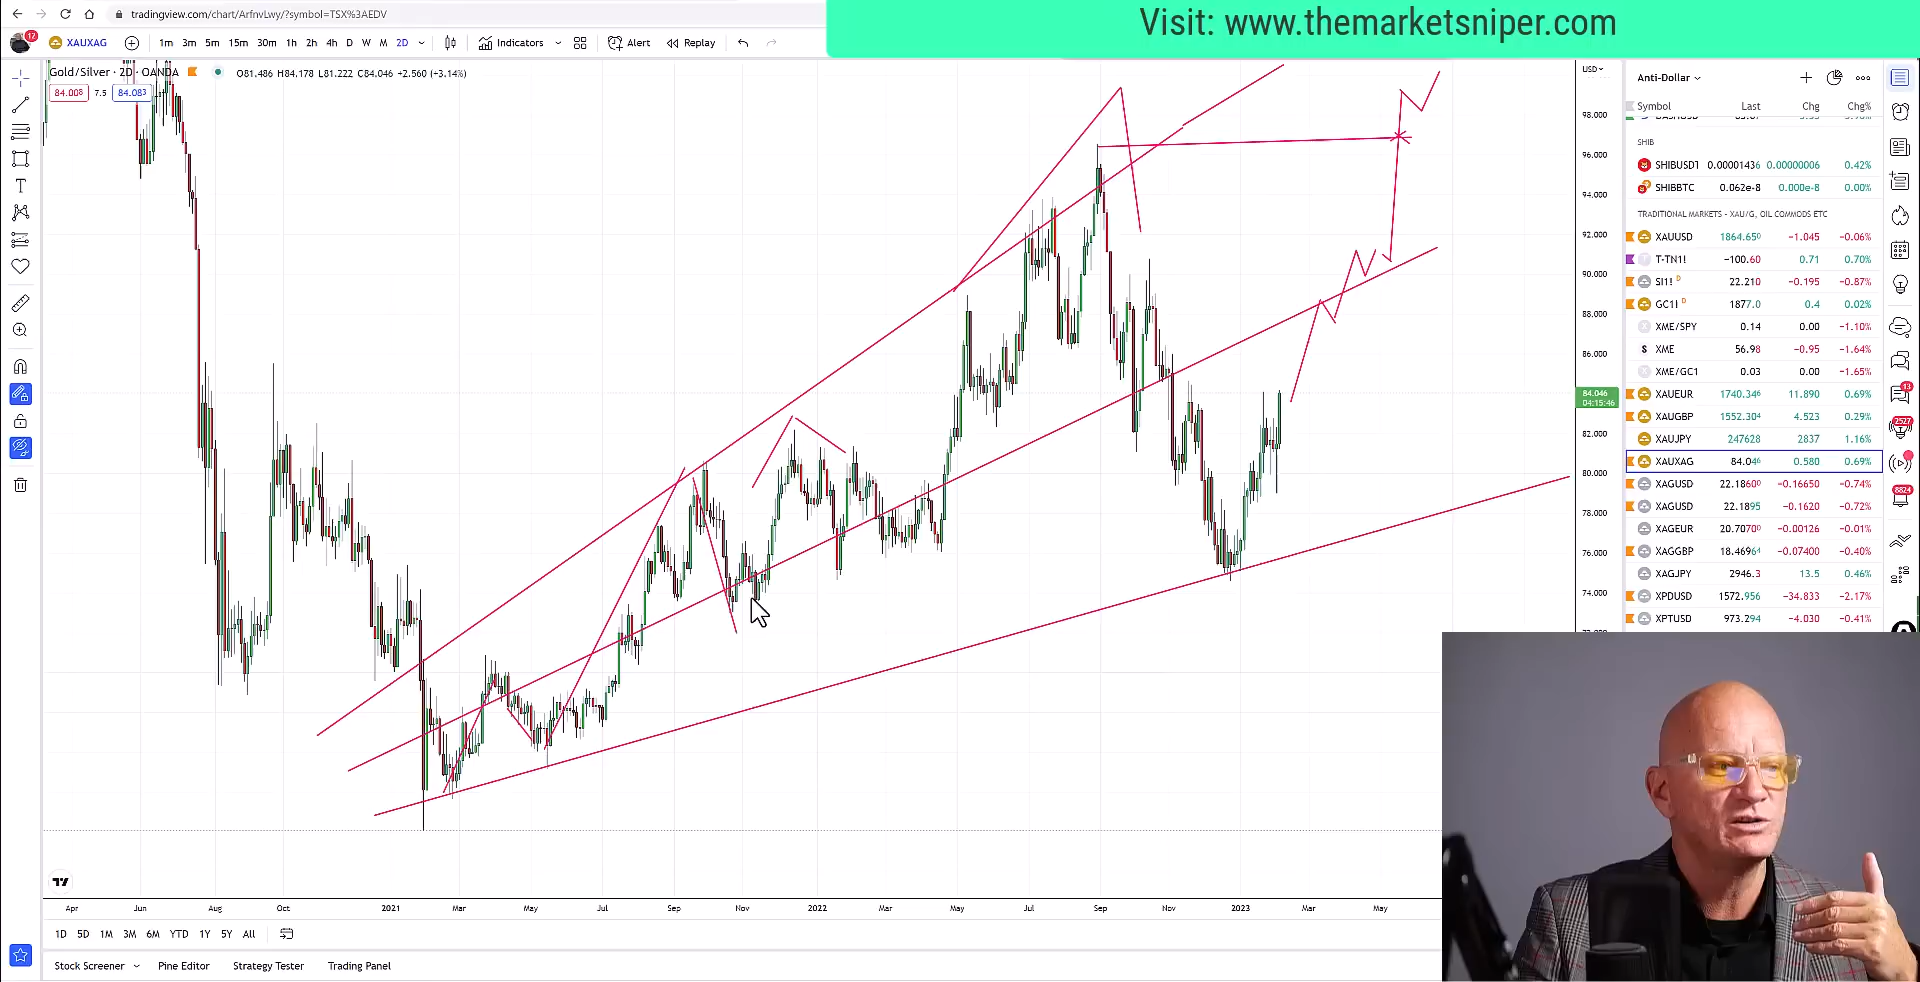 tradingview.com/chart/ArfnvLwy/?symbol=TSX%3AEDV
Visit: www.themarketsniper.com
17
XAUXAG
1m 3m 5m 15m 30m 1h 2h 4h D W M 2D
Indicators
Alert
Replay
Gold/Silver · 2D · OANDA
O81.486 H84.178 L81.222 C84.046 +2.560 (+3.14%)
84.008 7.5 84.083
USD
98.000
96.000
94.000
92.000
90.000
88.000
86.000
84.046
04:15:46
82.000
80.000
78.000
76.000
74.000
Apr Jun Aug Oct 2021 Mar May Jul Sep Nov 2022 Mar May Jul Sep Nov 2023 Mar May
1D 5D 1M 3M 6M YTD 1Y 5Y All
Stock Screener Pine Editor Strategy Tester Trading Panel
Anti-Dollar
Symbol Last Chg Chg%
SHIB
SHIBUSDT 0.00001436 0.00000006 0.42%
SHIBBTC 0.062e-8 0.000e-8 0.00%
TRADITIONAL MARKETS - XAU/G, OIL COMMODS ETC
XAUUSD 1864.650 −1.045 −0.06%
T-TN1! −100.60 0.71 0.70%
SI1! D 22.210 −0.195 −0.87%
GC1! D 1877.0 0.4 0.02%
XME/SPY 0.14 0.00 −1.10%
XME 56.98 −0.95 −1.64%
XME/GC1 0.03 0.00 −1.65%
XAUEUR 1740.346 11.890 0.69%
XAUGBP 1552.304 4.523 0.29%
XAUJPY 247628 2837 1.16%
XAUXAG 84.046 0.580 0.69%
XAGUSD 22.18600 −0.16650 −0.74%
XAGUSD 22.1895 −0.1620 −0.72%
XAGEUR 20.7070 −0.00126 −0.01%
XAGGBP 18.46964 −0.07400 −0.40%
XAGJPY 2946.3 13.5 0.46%
XPDUSD 1572.956 −34.833 −2.17%
XPTUSD 973.294 −4.030 −0.41%
13
2527
8824